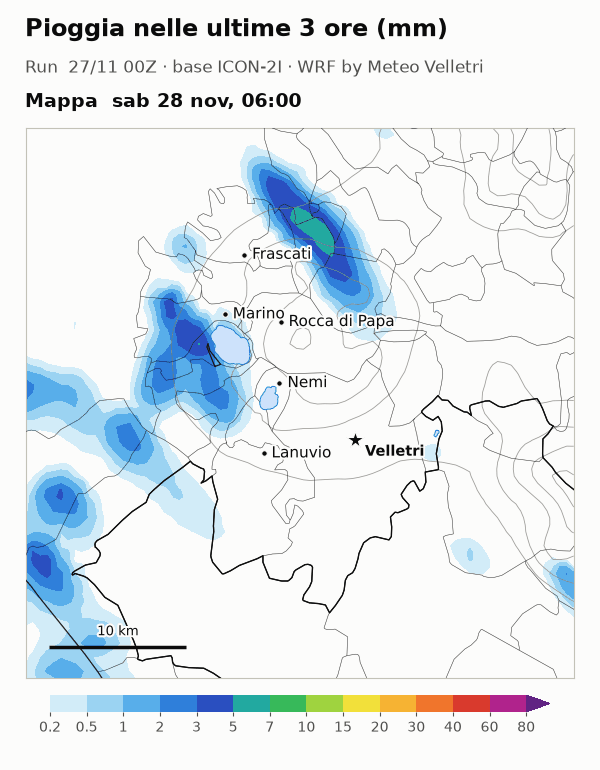 Pioggia nelle ultime 3 ore (mm)
Run 27/11 00Z · base ICON-2I · WRF by Meteo Velletri
Mappa sab 28 nov, 06:00
Frascati
Marino
Rocca di Papa
Nemi
Velletri
Lanuvio
10 km
0.2 0.5 1 2 3 5 7 10 15 20 30 40 60 80